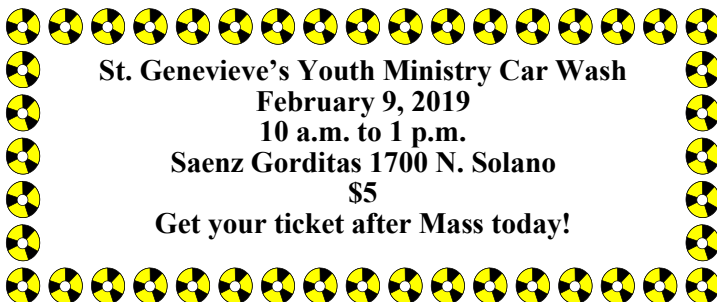 St. Genevieve’s Youth Ministry Car Wash
February 9, 2019
10 a.m. to 1 p.m.
Saenz Gorditas 1700 N. Solano
$5
Get your ticket after Mass today!